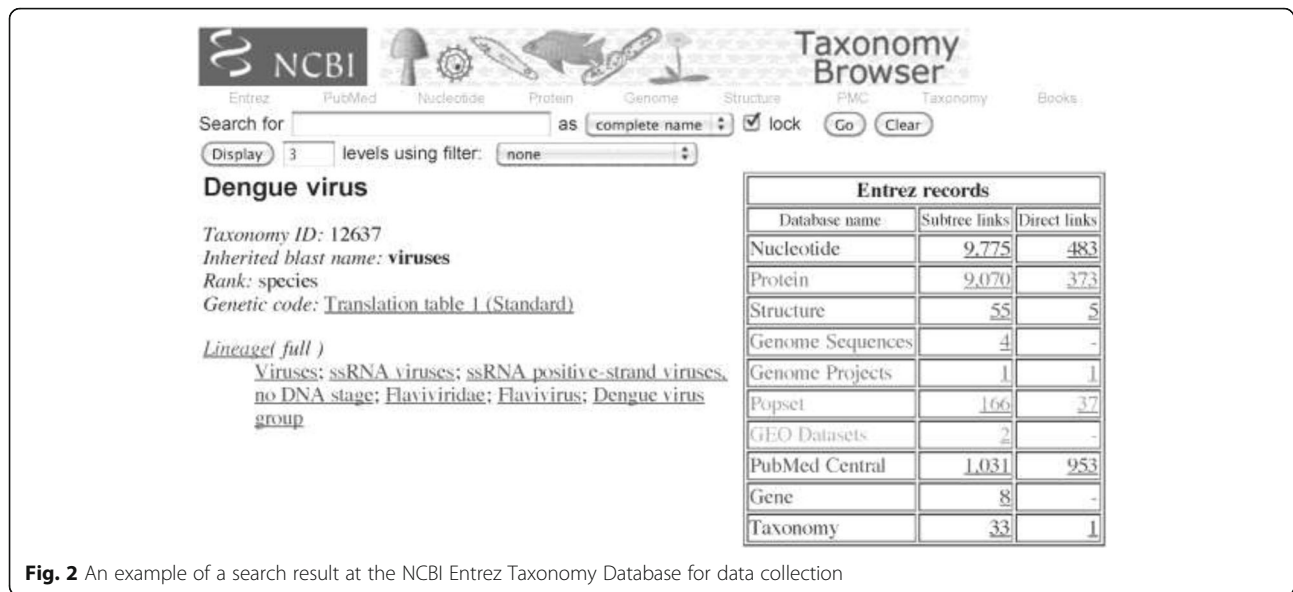 NCBI
Taxonomy
Browser
Entrez PubMed Nucleotide Protein Genome Structure PMC Taxonomy Books
Search for as complete name lock Go Clear
Display 3 levels using filter: none
Dengue virus
Taxonomy ID: 12637
Inherited blast name: viruses
Rank: species
Genetic code: Translation table 1 (Standard)
Lineage( full )
Viruses; ssRNA viruses; ssRNA positive-strand viruses,
no DNA stage; Flaviviridae; Flavivirus; Dengue virus
group
Entrez records
Database name Subtree links Direct links
Nucleotide 9,775 483
Protein 9,070 373
Structure 55 5
Genome Sequences 4 -
Genome Projects 1 1
Popset 166 37
GEO Datasets 2 -
PubMed Central 1,031 953
Gene 8 -
Taxonomy 33 1
Fig. 2 An example of a search result at the NCBI Entrez Taxonomy Database for data collection